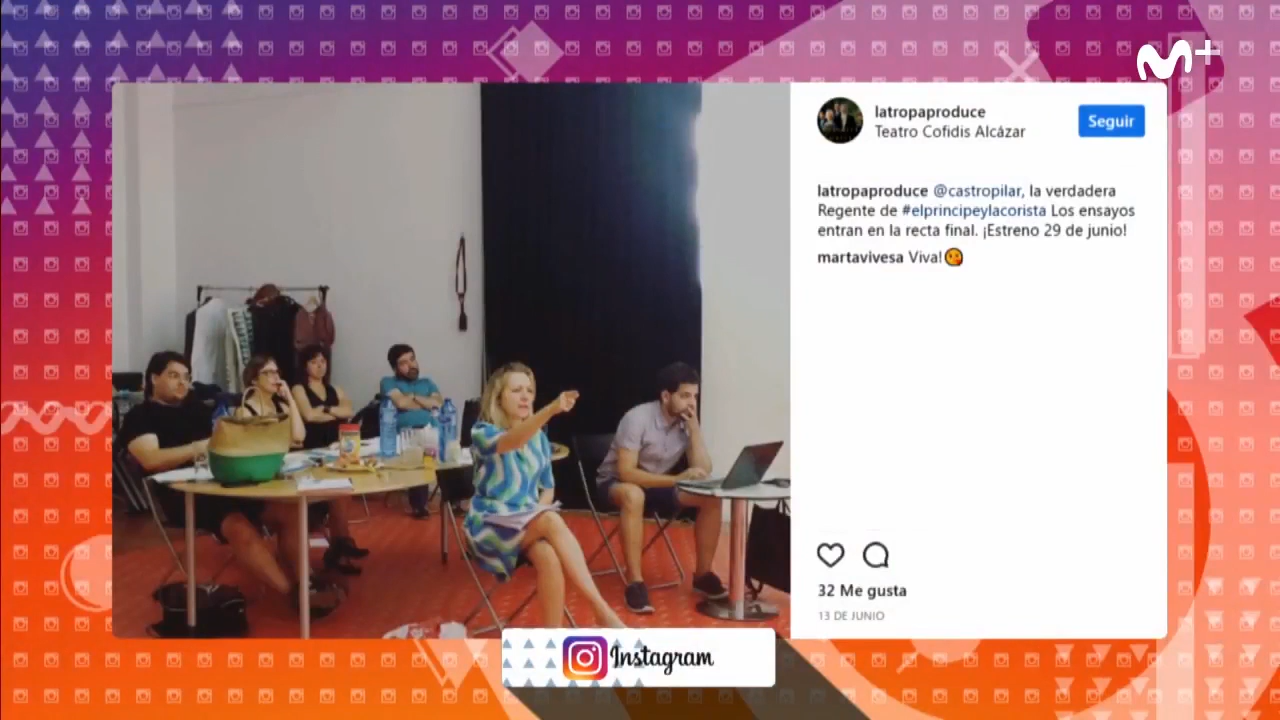 M+
latropaproduce
Teatro Cofidis Alcázar
Seguir
latropaproduce @castropilar, la verdadera
Regente de #elprincipeylacorista Los ensayos
entran en la recta final. ¡Estreno 29 de junio!
martavivesa Viva!😘
32 Me gusta
13 DE JUNIO
Instagram